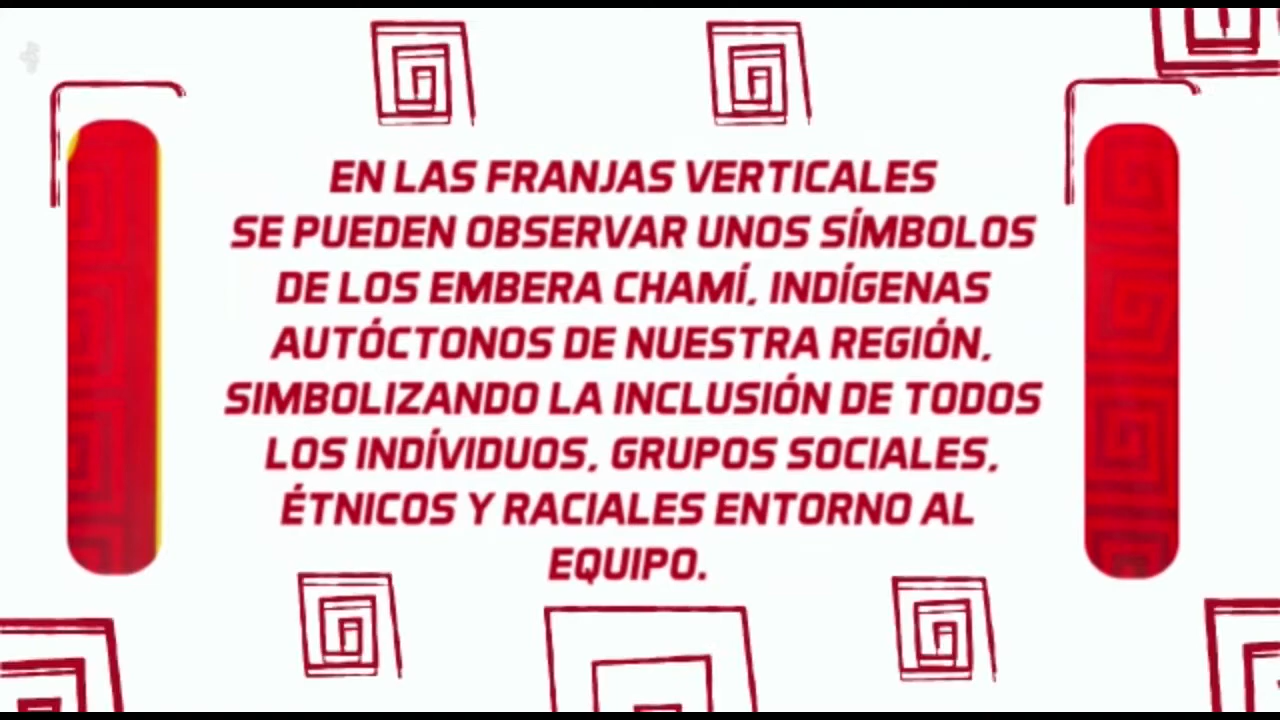 EN LAS FRANJAS VERTICALES
SE PUEDEN OBSERVAR UNOS SÍMBOLOS
DE LOS EMBERA CHAMÍ, INDÍGENAS
AUTÓCTONOS DE NUESTRA REGIÓN,
SIMBOLIZANDO LA INCLUSIÓN DE TODOS
LOS INDÍVIDUOS, GRUPOS SOCIALES,
ÉTNICOS Y RACIALES ENTORNO AL
EQUIPO.